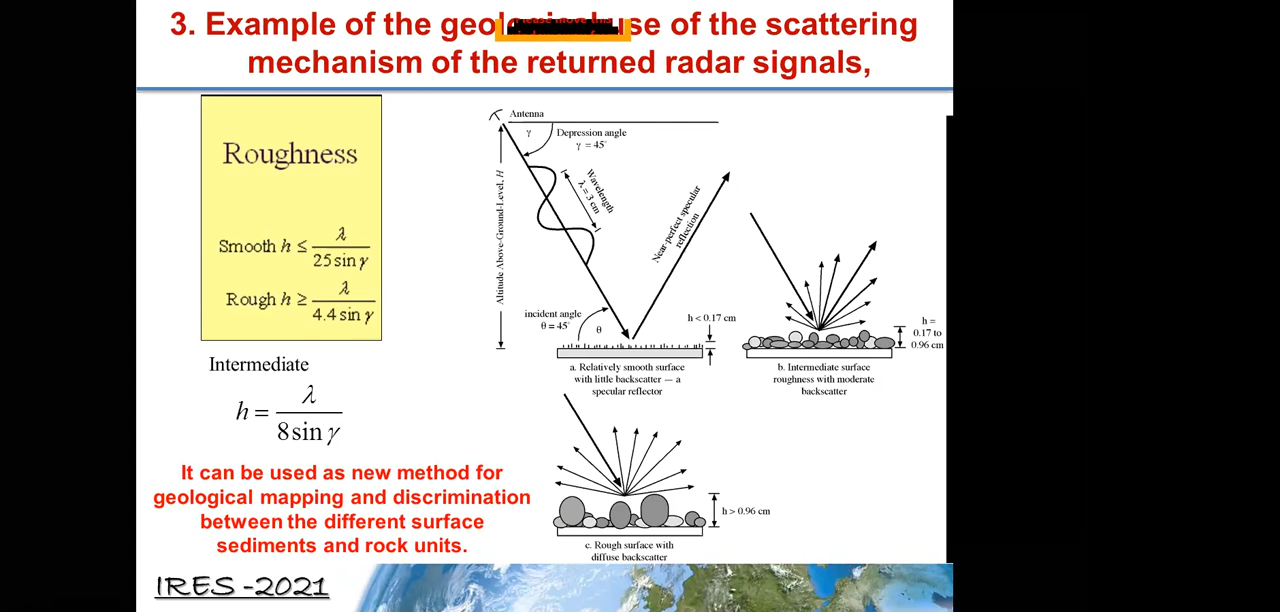 3. Example of the geol use of the scattering
mechanism of the returned radar signals,
Roughness
Smooth h ≤ λ / 25 sin γ
Rough h ≥ λ / 4.4 sin γ
Intermediate
h = λ / 8 sin γ
It can be used as new method for
geological mapping and discrimination
between the different surface
sediments and rock units.
IRES -2021
Antenna
γ
Depression angle
γ = 45°
Altitude Above-Ground-Level, H
Wavelength
λ = 3 cm
Near-perfect specular
reflection
incident angle
θ = 45°
θ
h < 0.17 cm
a. Relatively smooth surface
with little backscatter — a
specular reflector
h =
0.17 to
0.96 cm
b. Intermediate surface
roughness with moderate
backscatter
h > 0.96 cm
c. Rough surface with
diffuse backscatter